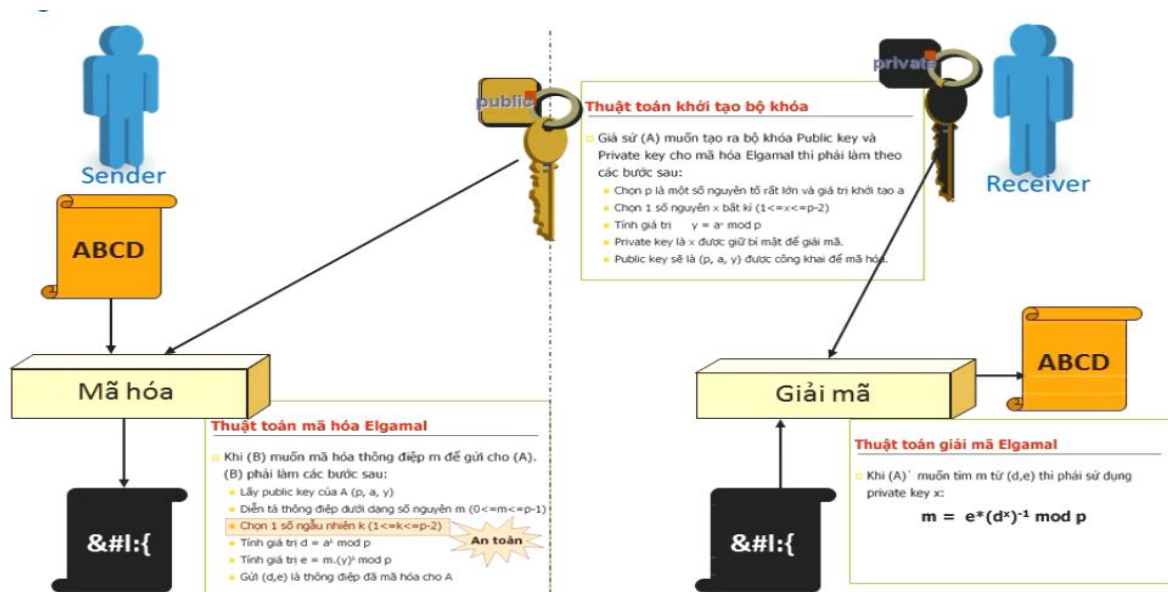 public
private
Sender
Receiver
ABCD
Thuật toán khởi tạo bộ khóa
Giả sử (A) muốn tạo ra bộ khóa Public key và
Private key cho mã hóa Elgamal thì phải làm theo
các bước sau:
Chọn p là một số nguyên tố rất lớn và giá trị khởi tạo a
Chọn 1 số nguyên x bất kì (1<=x<=p-2)
Tính giá trị y = aˣ mod p
Private key là x được giữ bí mật để giải mã.
Public key sẽ là (p, a, y) được công khai để mã hóa.
Mã hóa
Thuật toán mã hóa Elgamal
Khi (B) muốn mã hóa thông điệp m để gửi cho (A).
(B) phải làm các bước sau:
Lấy public key của A (p, a, y)
Diễn tả thông điệp dưới dạng số nguyên m (0<=m<=p-1)
Chọn 1 số ngẫu nhiên k (1<=k<=p-2)
An toàn
Tính giá trị d = aᵏ mod p
Tính giá trị e = m.(y)ᵏ mod p
Gửi (d,e) là thông điệp đã mã hóa cho A
&#l:{
Giải mã
ABCD
Thuật toán giải mã Elgamal
Khi (A)` muốn tìm m từ (d,e) thì phải sử dụng
private key x:
m = e*(dˣ)⁻¹ mod p
&#l:{